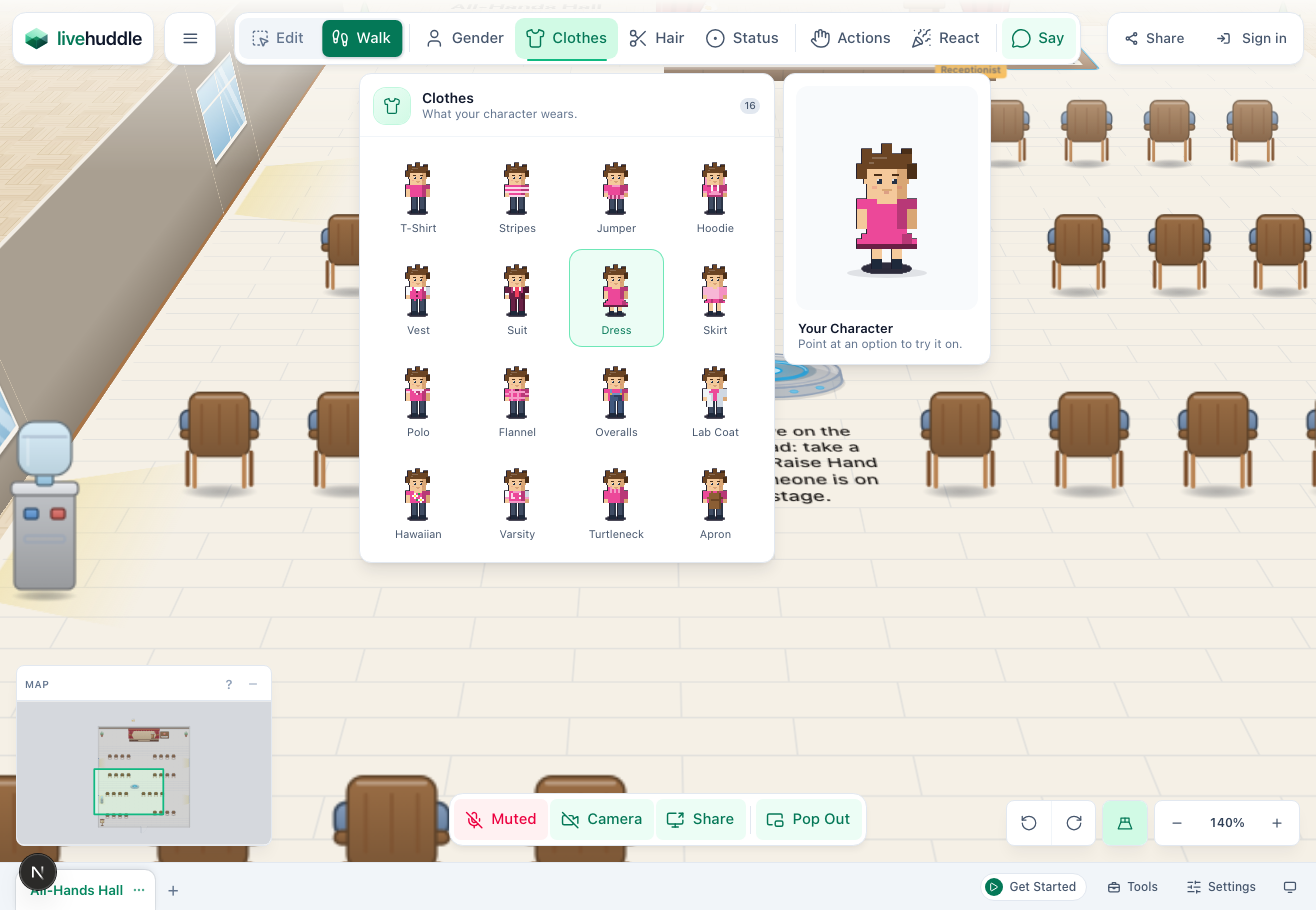 livehuddle
Edit
Walk
Gender
Clothes
Hair
Status
Actions
React
Say
Share
Sign in
Receptionist
Clothes
What your character wears.
16
T-Shirt
Stripes
Jumper
Hoodie
Vest
Suit
Dress
Skirt
Polo
Flannel
Overalls
Lab Coat
Hawaiian
Varsity
Turtleneck
Apron
Your Character
Point at an option to try it on.
on the
take a
Raise Hand
is on
stage.
MAP
?
Muted
Camera
Share
Pop Out
140%
N
All-Hands Hall
Get Started
Tools
Settings